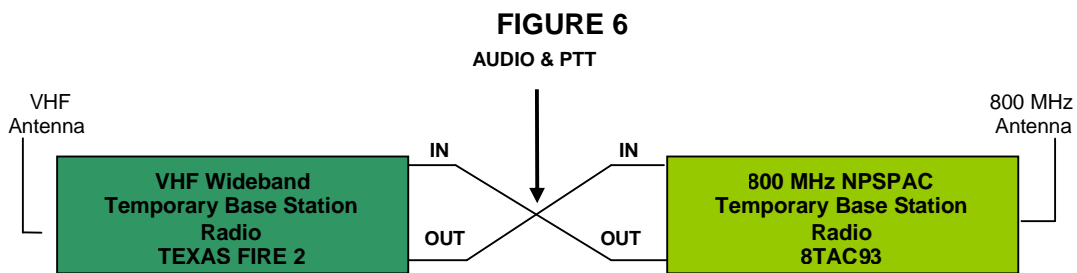 FIGURE 6
AUDIO & PTT
VHF
Antenna
800 MHz
Antenna
IN
IN
VHF Wideband
Temporary Base Station
Radio
TEXAS FIRE 2
800 MHz NPSPAC
Temporary Base Station
Radio
8TAC93
OUT
OUT